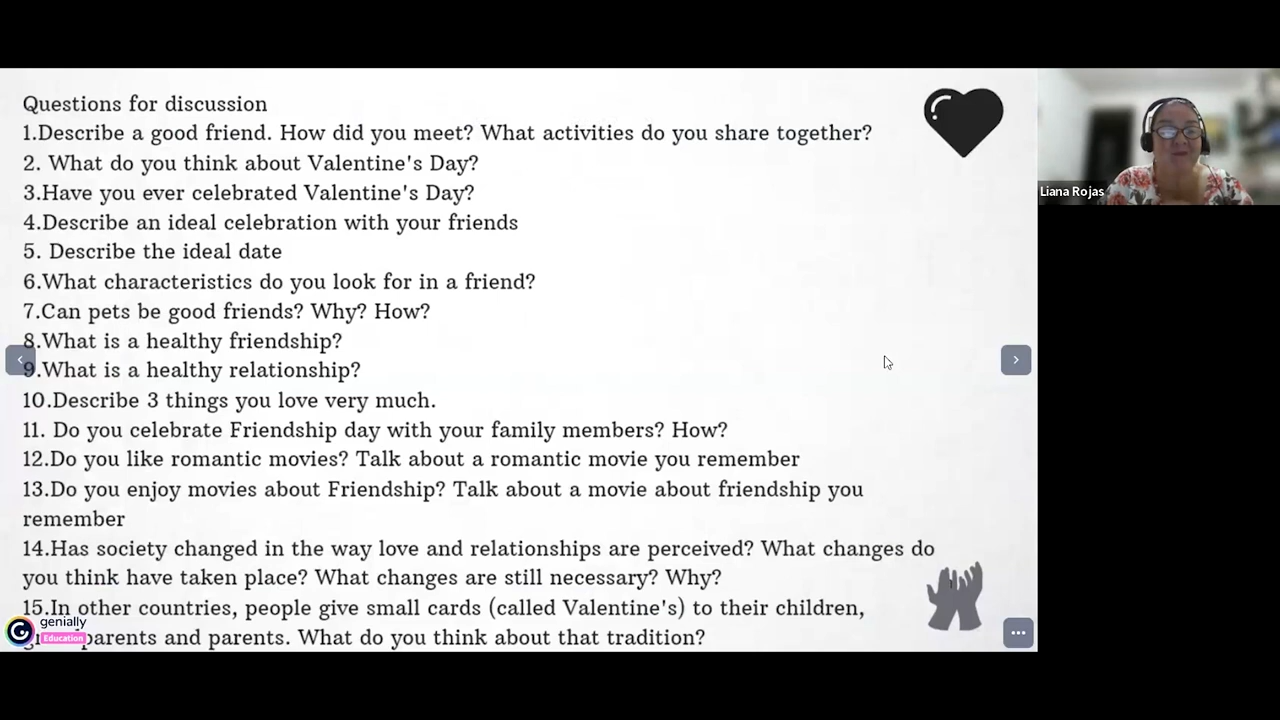 Questions for discussion
1.Describe a good friend. How did you meet? What activities do you share together?
2. What do you think about Valentine's Day?
3.Have you ever celebrated Valentine's Day?
4.Describe an ideal celebration with your friends
5. Describe the ideal date
6.What characteristics do you look for in a friend?
7.Can pets be good friends? Why? How?
8.What is a healthy friendship?
9.What is a healthy relationship?
10.Describe 3 things you love very much.
11. Do you celebrate Friendship day with your family members? How?
12.Do you like romantic movies? Talk about a romantic movie you remember
13.Do you enjoy movies about Friendship? Talk about a movie about friendship you
remember
14.Has society changed in the way love and relationships are perceived? What changes do
you think have taken place? What changes are still necessary? Why?
15.In other countries, people give small cards (called Valentine's) to their children,
and parents. What do you think about that tradition?
genially
Education
Liana Rojas